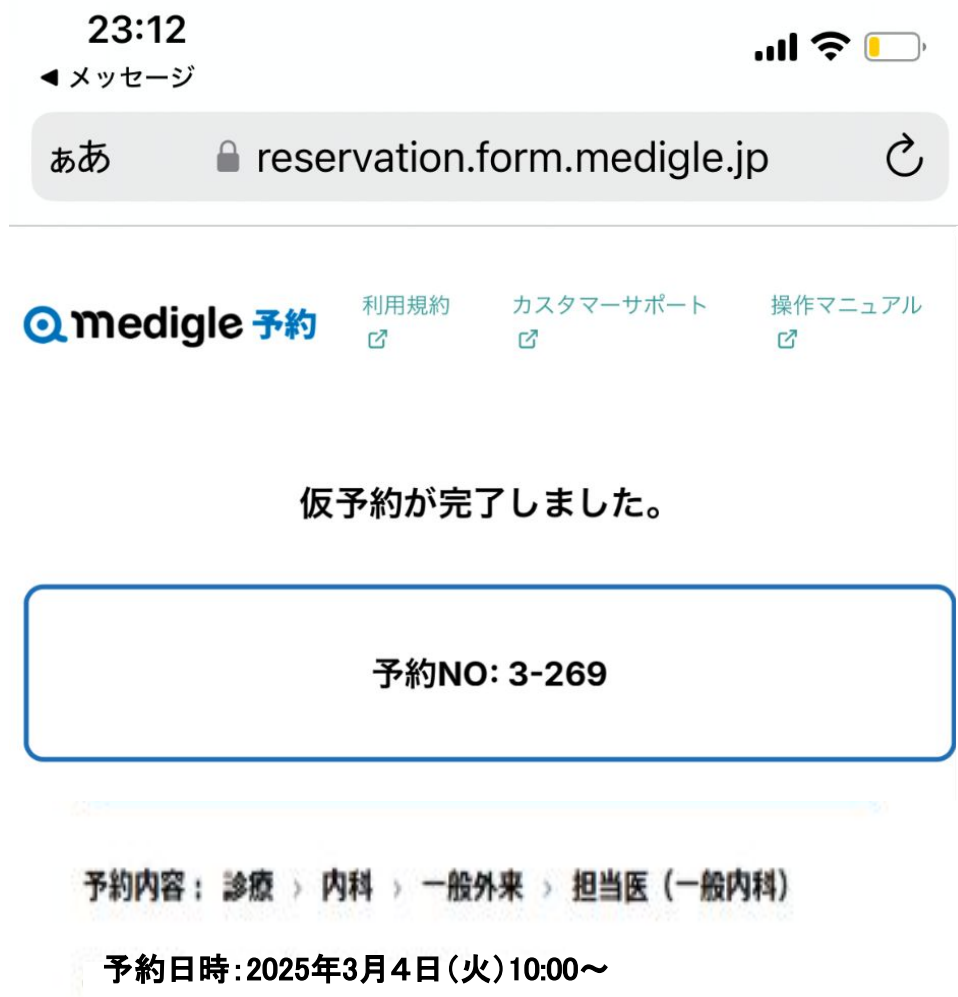 23:12
◀ メッセージ
ぁあ reservation.form.medigle.jp
medigle 予約 利用規約 カスタマーサポート 操作マニュアル
仮予約が完了しました。
予約NO: 3-269
予約内容： 診療 › 内科 › 一般外来 › 担当医（一般内科）
予約日時：2025年3月４日（火）10:00～